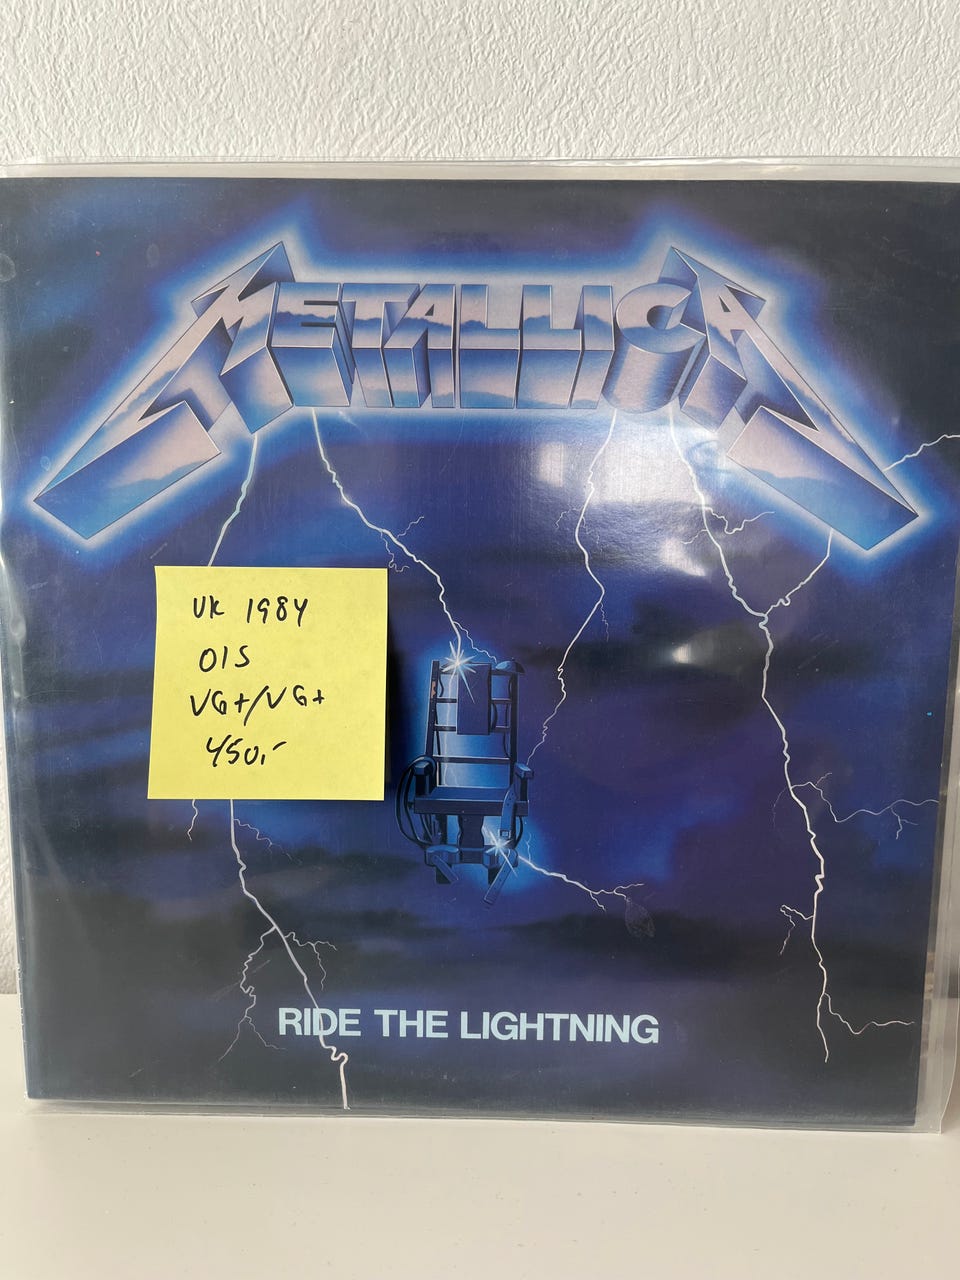 METALLICA
UK 1984
OIS
VG+/VG+
450,-
RIDE THE LIGHTNING